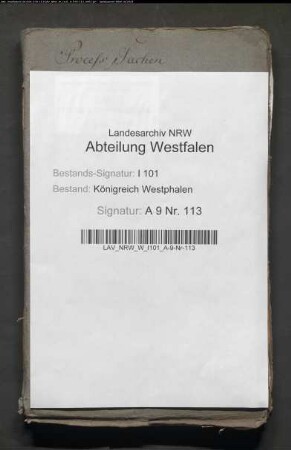 Process Sachen
Landesarchiv NRW
Abteilung Westfalen
Bestands-Signatur: I 101
Bestand: Königreich Westphalen
Signatur: A 9 Nr. 113
LAV_NRW_W_I101_A-9-Nr-113